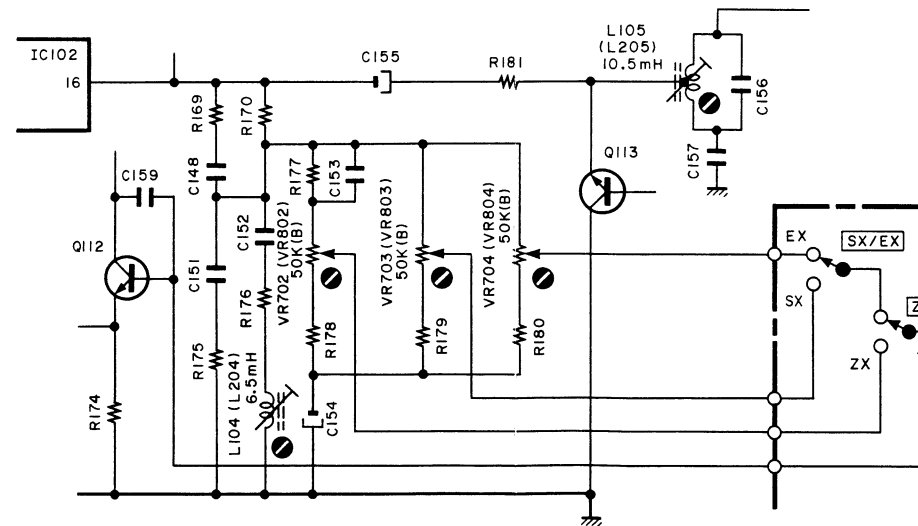 IC102
16
C155
R181
L105
(L205)
10.5mH
C156
C157
Q113
R169
R170
C148
C159
Q112
R177
C153
C152
C151
VR702 (VR802)
50K(B)
VR703 (VR803)
50K(B)
VR704 (VR804)
50K(B)
R176
R178
R179
R180
R175
R174
L104 (L204)
6.5mH
C154
EX
SX/EX
SX
Z
ZX